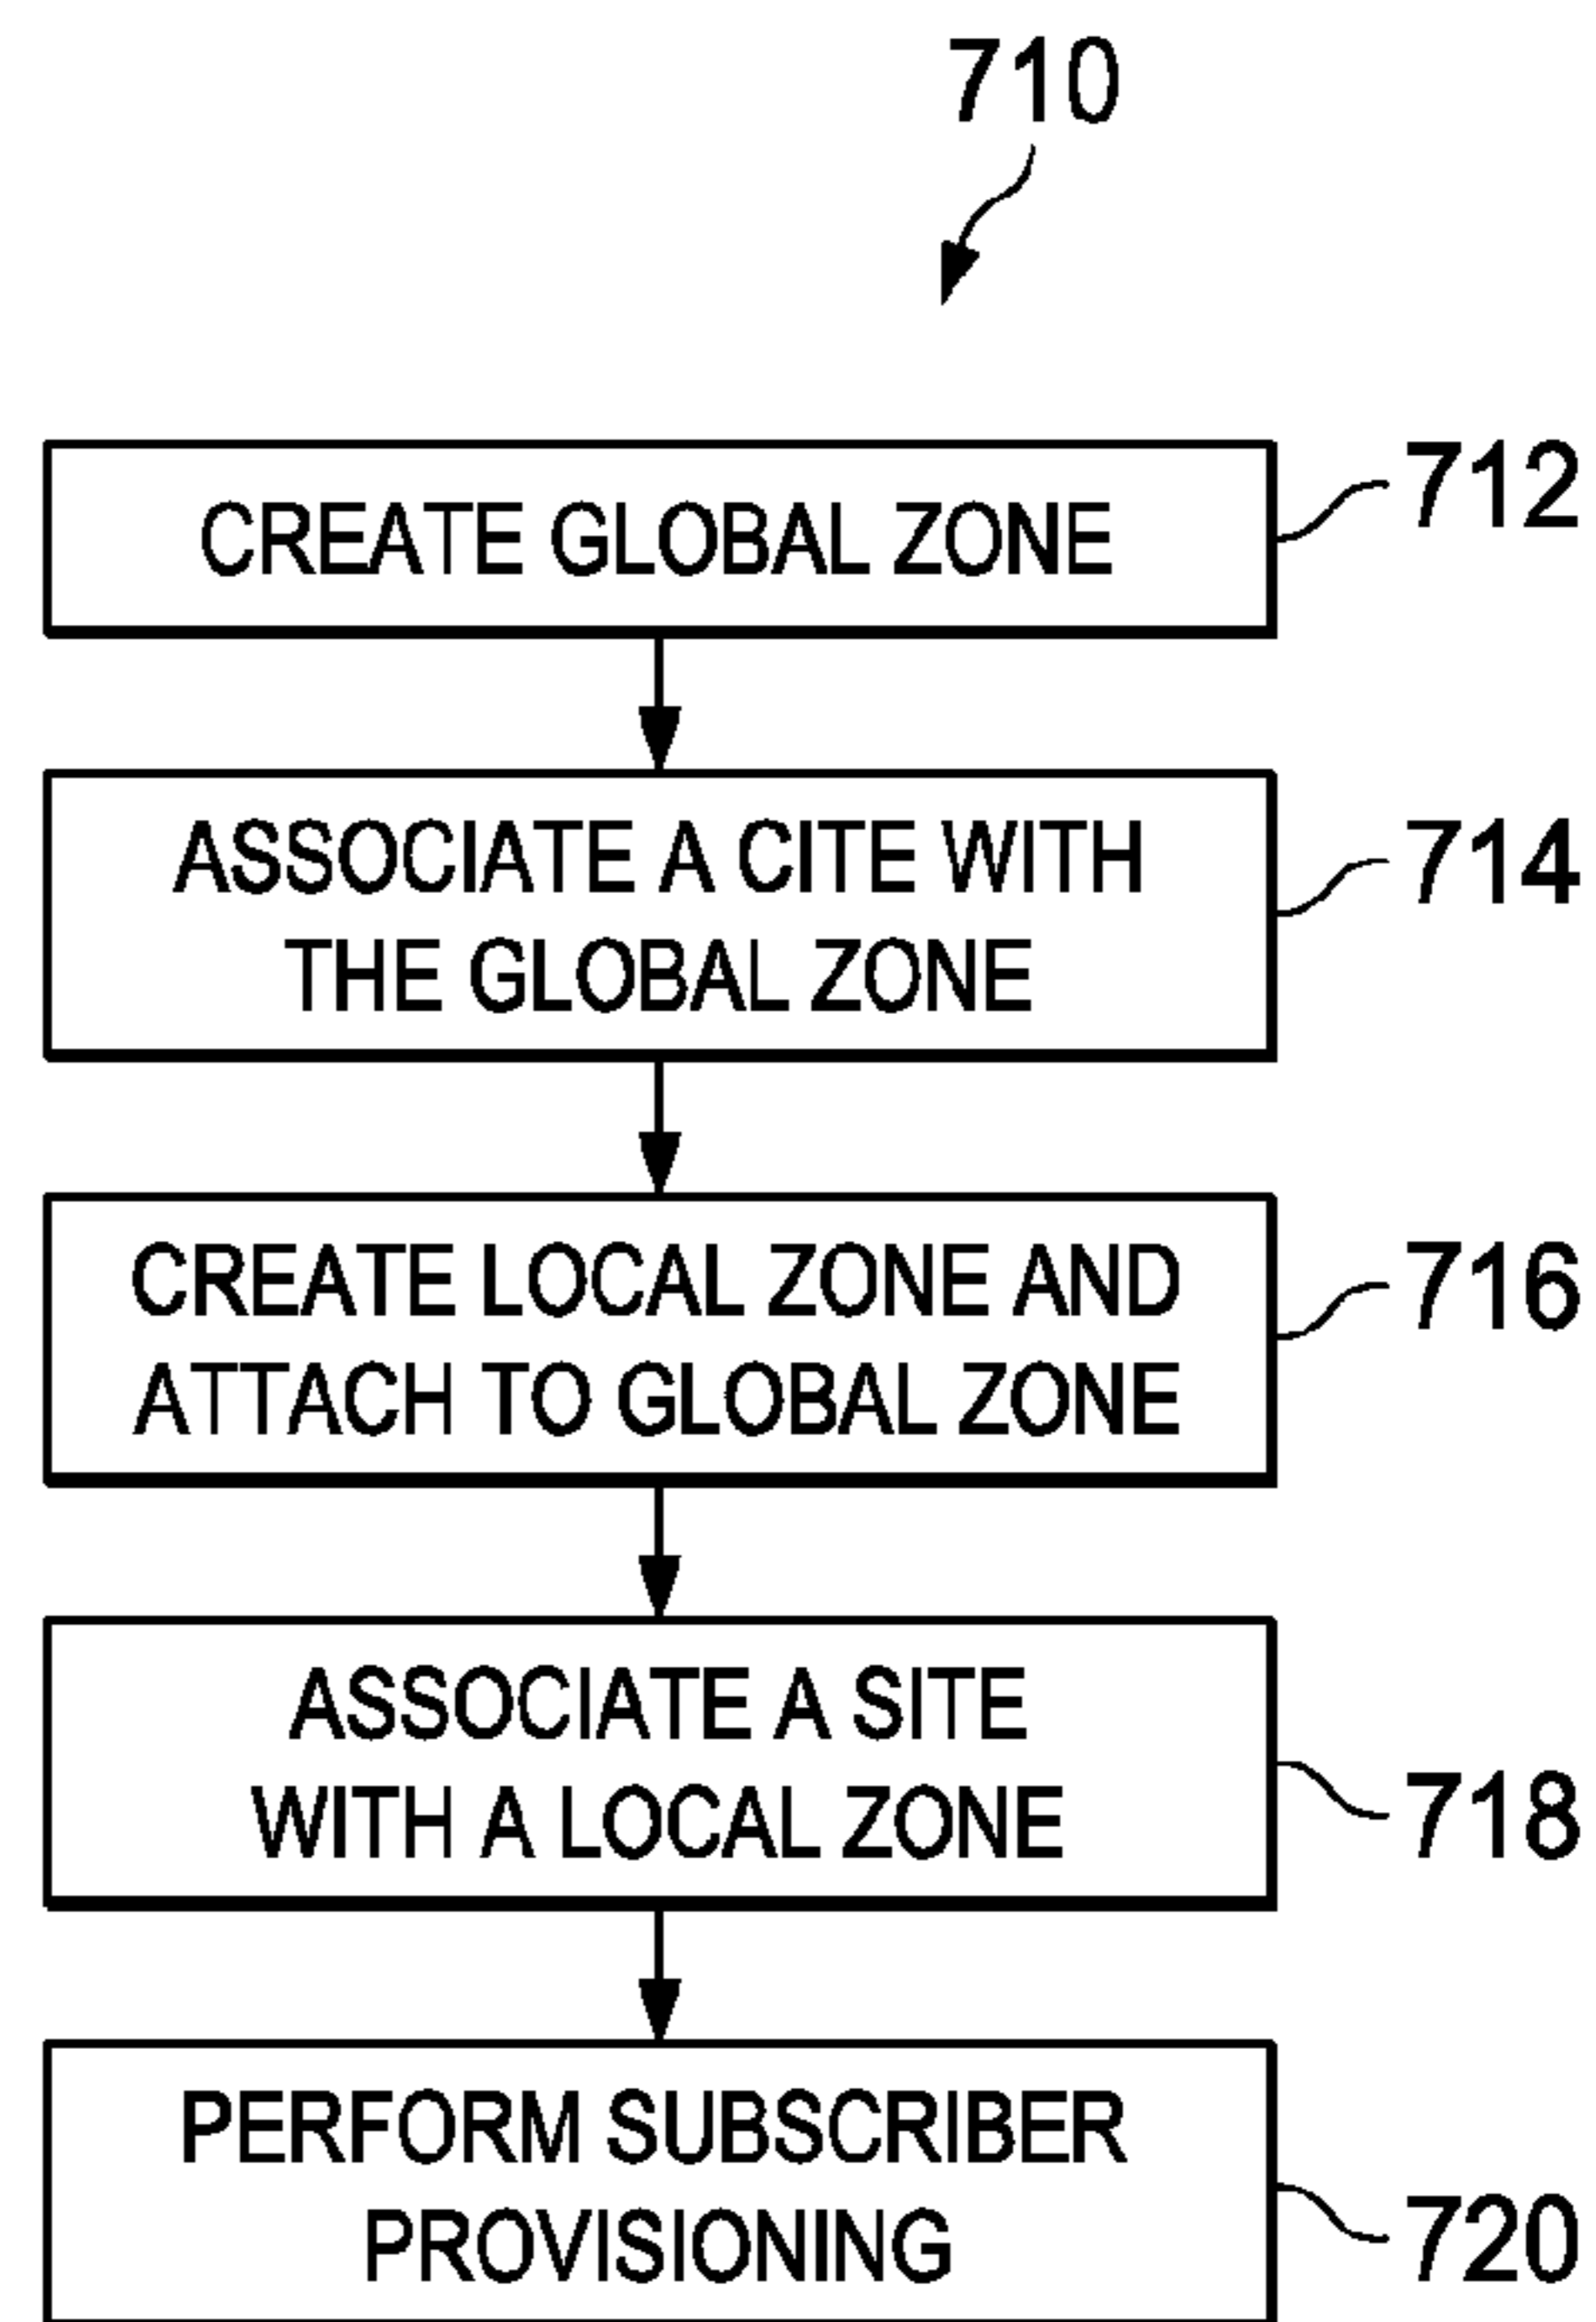 710
CREATE GLOBAL ZONE
712
ASSOCIATE A CITE WITH
THE GLOBAL ZONE
714
CREATE LOCAL ZONE AND
ATTACH TO GLOBAL ZONE
716
ASSOCIATE A SITE
WITH A LOCAL ZONE
718
PERFORM SUBSCRIBER
PROVISIONING
720